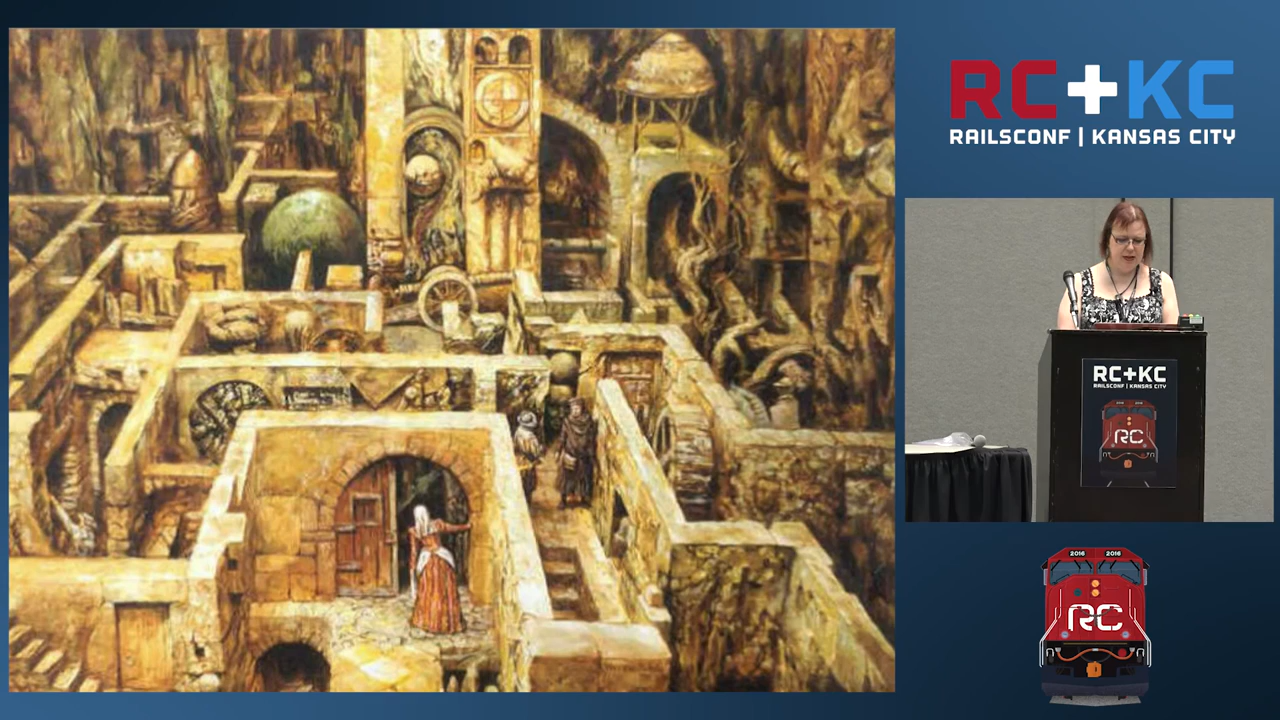 RC+KC
RAILSCONF | KANSAS CITY
RC+KC
RAILSCONF | KANSAS CITY
RC
2016 2016
RC